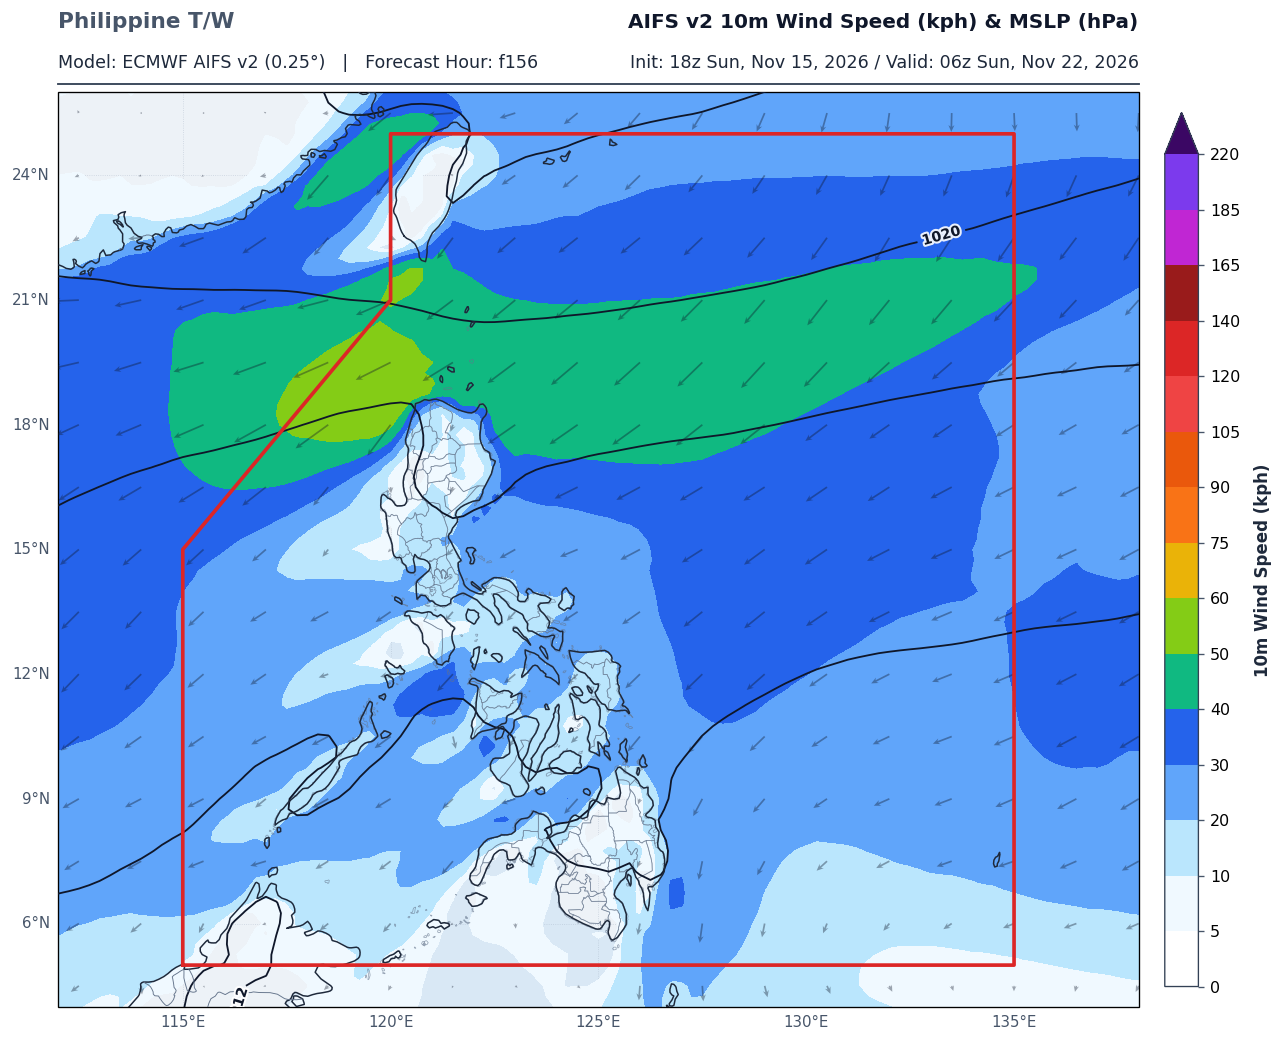 Philippine T/W
AIFS v2 10m Wind Speed (kph) & MSLP (hPa)
Model: ECMWF AIFS v2 (0.25°) | Forecast Hour: f156
Init: 18z Sun, Nov 15, 2026 / Valid: 06z Sun, Nov 22, 2026
24°N
21°N
18°N
15°N
12°N
9°N
6°N
115°E
120°E
125°E
130°E
135°E
1020
12
220
185
165
140
120
105
90
75
60
50
40
30
20
10
5
0
10m Wind Speed (kph)